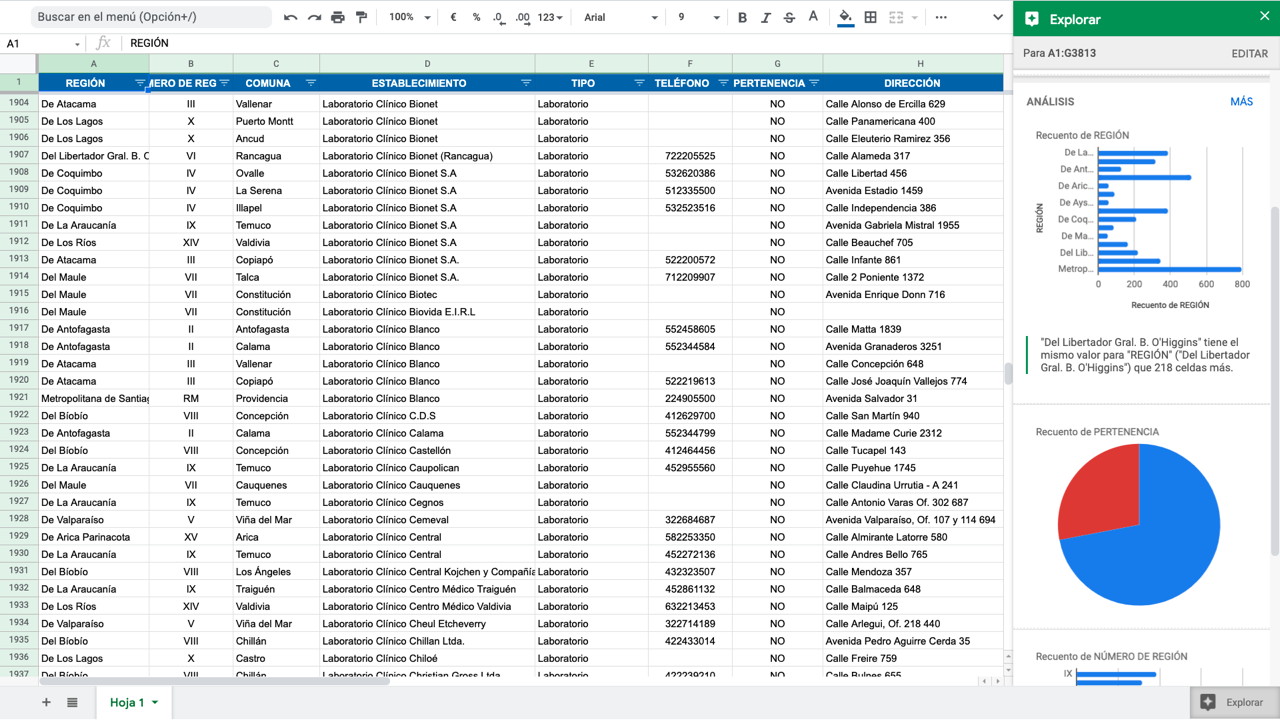 Buscar en el menú (Opción+/) 100% € % .0 .00 123 Arial 9 B I S A
Explorar
A1 fx REGIÓN
Para A1:G3813 EDITAR
A B C D E F G H
1 REGIÓN MERO DE REG COMUNA ESTABLECIMIENTO TIPO TELÉFONO PERTENENCIA DIRECCIÓN
1904 De Atacama III Vallenar Laboratorio Clínico Bionet Laboratorio NO Calle Alonso de Ercilla 629
1905 De Los Lagos X Puerto Montt Laboratorio Clínico Bionet Laboratorio NO Calle Panamericana 400
1906 De Los Lagos X Ancud Laboratorio Clínico Bionet Laboratorio NO Calle Eleuterio Ramirez 356
1907 Del Libertador Gral. B. O Rancagua VI Laboratorio Clínico Bionet (Rancagua) Laboratorio 722205525 NO Calle Alameda 317
1908 De Coquimbo IV Ovalle Laboratorio Clínico Bionet S.A Laboratorio 532620386 NO Calle Libertad 456
1909 De Coquimbo IV La Serena Laboratorio Clínico Bionet S.A Laboratorio 512335500 NO Avenida Estadio 1459
1910 De Coquimbo IV Illapel Laboratorio Clínico Bionet S.A Laboratorio 532523516 NO Calle Independencia 386
1911 De La Araucanía IX Temuco Laboratorio Clínico Bionet S.A Laboratorio NO Avenida Gabriela Mistral 1955
1912 De Los Ríos XIV Valdivia Laboratorio Clínico Bionet S.A Laboratorio NO Calle Beauchef 705
1913 De Atacama III Copiapó Laboratorio Clínico Bionet S.A. Laboratorio 522200572 NO Calle Infante 861
1914 Del Maule VII Talca Laboratorio Clínico Bionet S.A. Laboratorio 712209907 NO Calle 2 Poniente 1372
1915 Del Maule VII Constitución Laboratorio Clínico Biotec Laboratorio NO Avenida Enrique Donn 716
1916 Del Maule VII Constitución Laboratorio Clínico Biovida E.I.R.L Laboratorio NO
1917 De Antofagasta II Antofagasta Laboratorio Clínico Blanco Laboratorio 552458605 NO Calle Matta 1839
1918 De Antofagasta II Calama Laboratorio Clínico Blanco Laboratorio 552344584 NO Avenida Granaderos 3251
1919 De Atacama III Vallenar Laboratorio Clínico Blanco Laboratorio NO Calle Concepción 648
1920 De Atacama III Copiapó Laboratorio Clínico Blanco Laboratorio 522219613 NO Calle José Joaquín Vallejos 774
1921 Metropolitana de Santiag RM Providencia Laboratorio Clínico Blanco Laboratorio 224905500 NO Avenida Salvador 31
1922 Del Bíobío VIII Concepción Laboratorio Clínico C.D.S Laboratorio 412629700 NO Calle San Martín 940
1923 De Antofagasta II Calama Laboratorio Clínico Calama Laboratorio 552344799 NO Calle Madame Curie 2312
1924 Del Bíobío VIII Concepción Laboratorio Clínico Castellón Laboratorio 412464456 NO Calle Tucapel 143
1925 De La Araucanía IX Temuco Laboratorio Clínico Caupolican Laboratorio 452955560 NO Calle Puyehue 1745
1926 Del Maule VII Cauquenes Laboratorio Clínico Cauquenes Laboratorio NO Calle Claudina Urrutia - A 241
1927 De La Araucanía IX Temuco Laboratorio Clínico Cegnos Laboratorio NO Calle Antonio Varas Of. 302 687
1928 De Valparaíso V Viña del Mar Laboratorio Clínico Cemeval Laboratorio 322684687 NO Avenida Valparaíso, Of. 107 y 114 694
1929 De Arica Parinacota XV Arica Laboratorio Clínico Central Laboratorio 582253350 NO Calle Almirante Latorre 580
1930 De La Araucanía IX Temuco Laboratorio Clínico Central Laboratorio 452272136 NO Calle Andres Bello 765
1931 Del Bíobío VIII Los Ángeles Laboratorio Clínico Central Kojchen y Compañía Laboratorio 432323507 NO Calle Mendoza 357
1932 De La Araucanía IX Traiguén Laboratorio Clínico Centro Médico Traiguén Laboratorio 452861132 NO Calle Balmaceda 648
1933 De Los Ríos XIV Valdivia Laboratorio Clínico Centro Médico Valdivia Laboratorio 632213453 NO Calle Maipú 125
1934 De Valparaíso V Viña del Mar Laboratorio Clínico Cheul Etcheverry Laboratorio 322714189 NO Calle Arlegui, Of. 218 440
1935 Del Bíobío VIII Chillán Laboratorio Clínico Chillan Ltda. Laboratorio 422433014 NO Avenida Pedro Aguirre Cerda 35
1936 De Los Lagos X Castro Laboratorio Clínico Chiloé Laboratorio NO Calle Freire 759
1937 Del Bíobío VIII Chillán Laboratorio Clínico Christian Gross Ltda Laboratorio 422239210 NO Calle Bulnes 655
Hoja 1
ANÁLISIS MÁS
Recuento de REGIÓN
REGIÓN
De La...
De Ant...
De Aric...
De Ays...
De Coq...
De Ma...
Del Lib...
Metrop...
0 200 400 600 800
Recuento de REGIÓN
"Del Libertador Gral. B. O'Higgins" tiene el
mismo valor para "REGIÓN" ("Del Libertador
Gral. B. O'Higgins") que 218 celdas más.
Recuento de PERTENENCIA
Recuento de NÚMERO DE REGIÓN
IX
Explorar